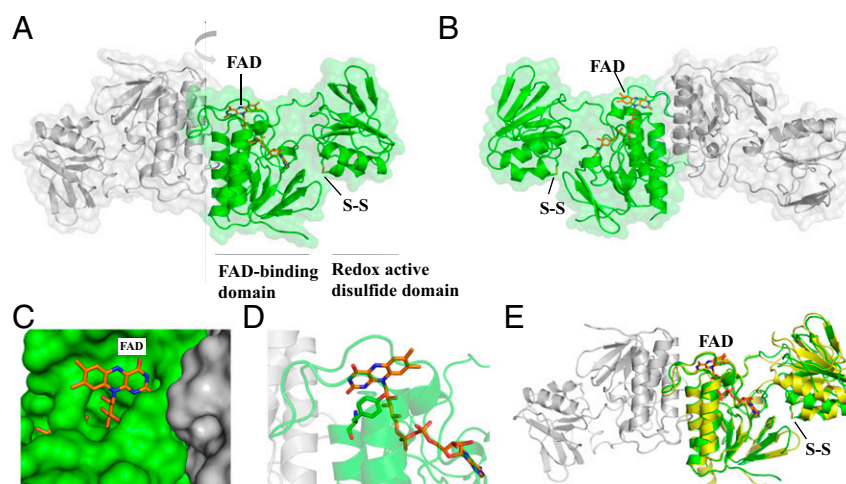 A
FAD
S-S
FAD-binding
domain
Redox active
disulfide domain
B
FAD
S-S
C
FAD
D
E
FAD
S-S